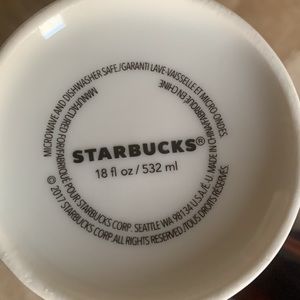 MICROWAVE AND DISHWASHER SAFE./GARANTI LAVE VAISSELLE ET MICRO-ONDES
MANUFACTURED FOR/FABRIQUÉ POUR STARBUCKS CORP. SEATTLE WA 98134 U.S.A./É.U. MADE IN CHINA/FABRIQUÉ EN CHINE
© 2017 STARBUCKS CORP. ALL RIGHTS RESERVED./TOUS DROITS RÉSERVÉS
STARBUCKS®
18 fl oz / 532 ml